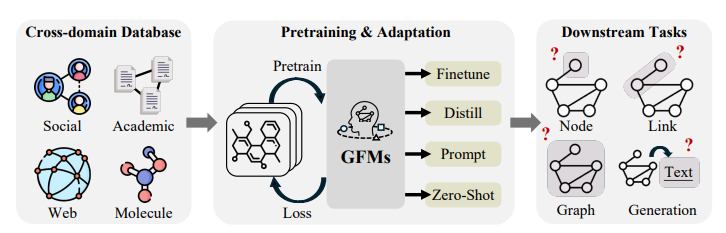 Cross-domain Database
Social
Academic
Web
Molecule
Pretraining & Adaptation
Pretrain
GFMs
Loss
Finetune
Distill
Prompt
Zero-Shot
Downstream Tasks
?
Node
?
Link
?
Graph
?
Text
Generation